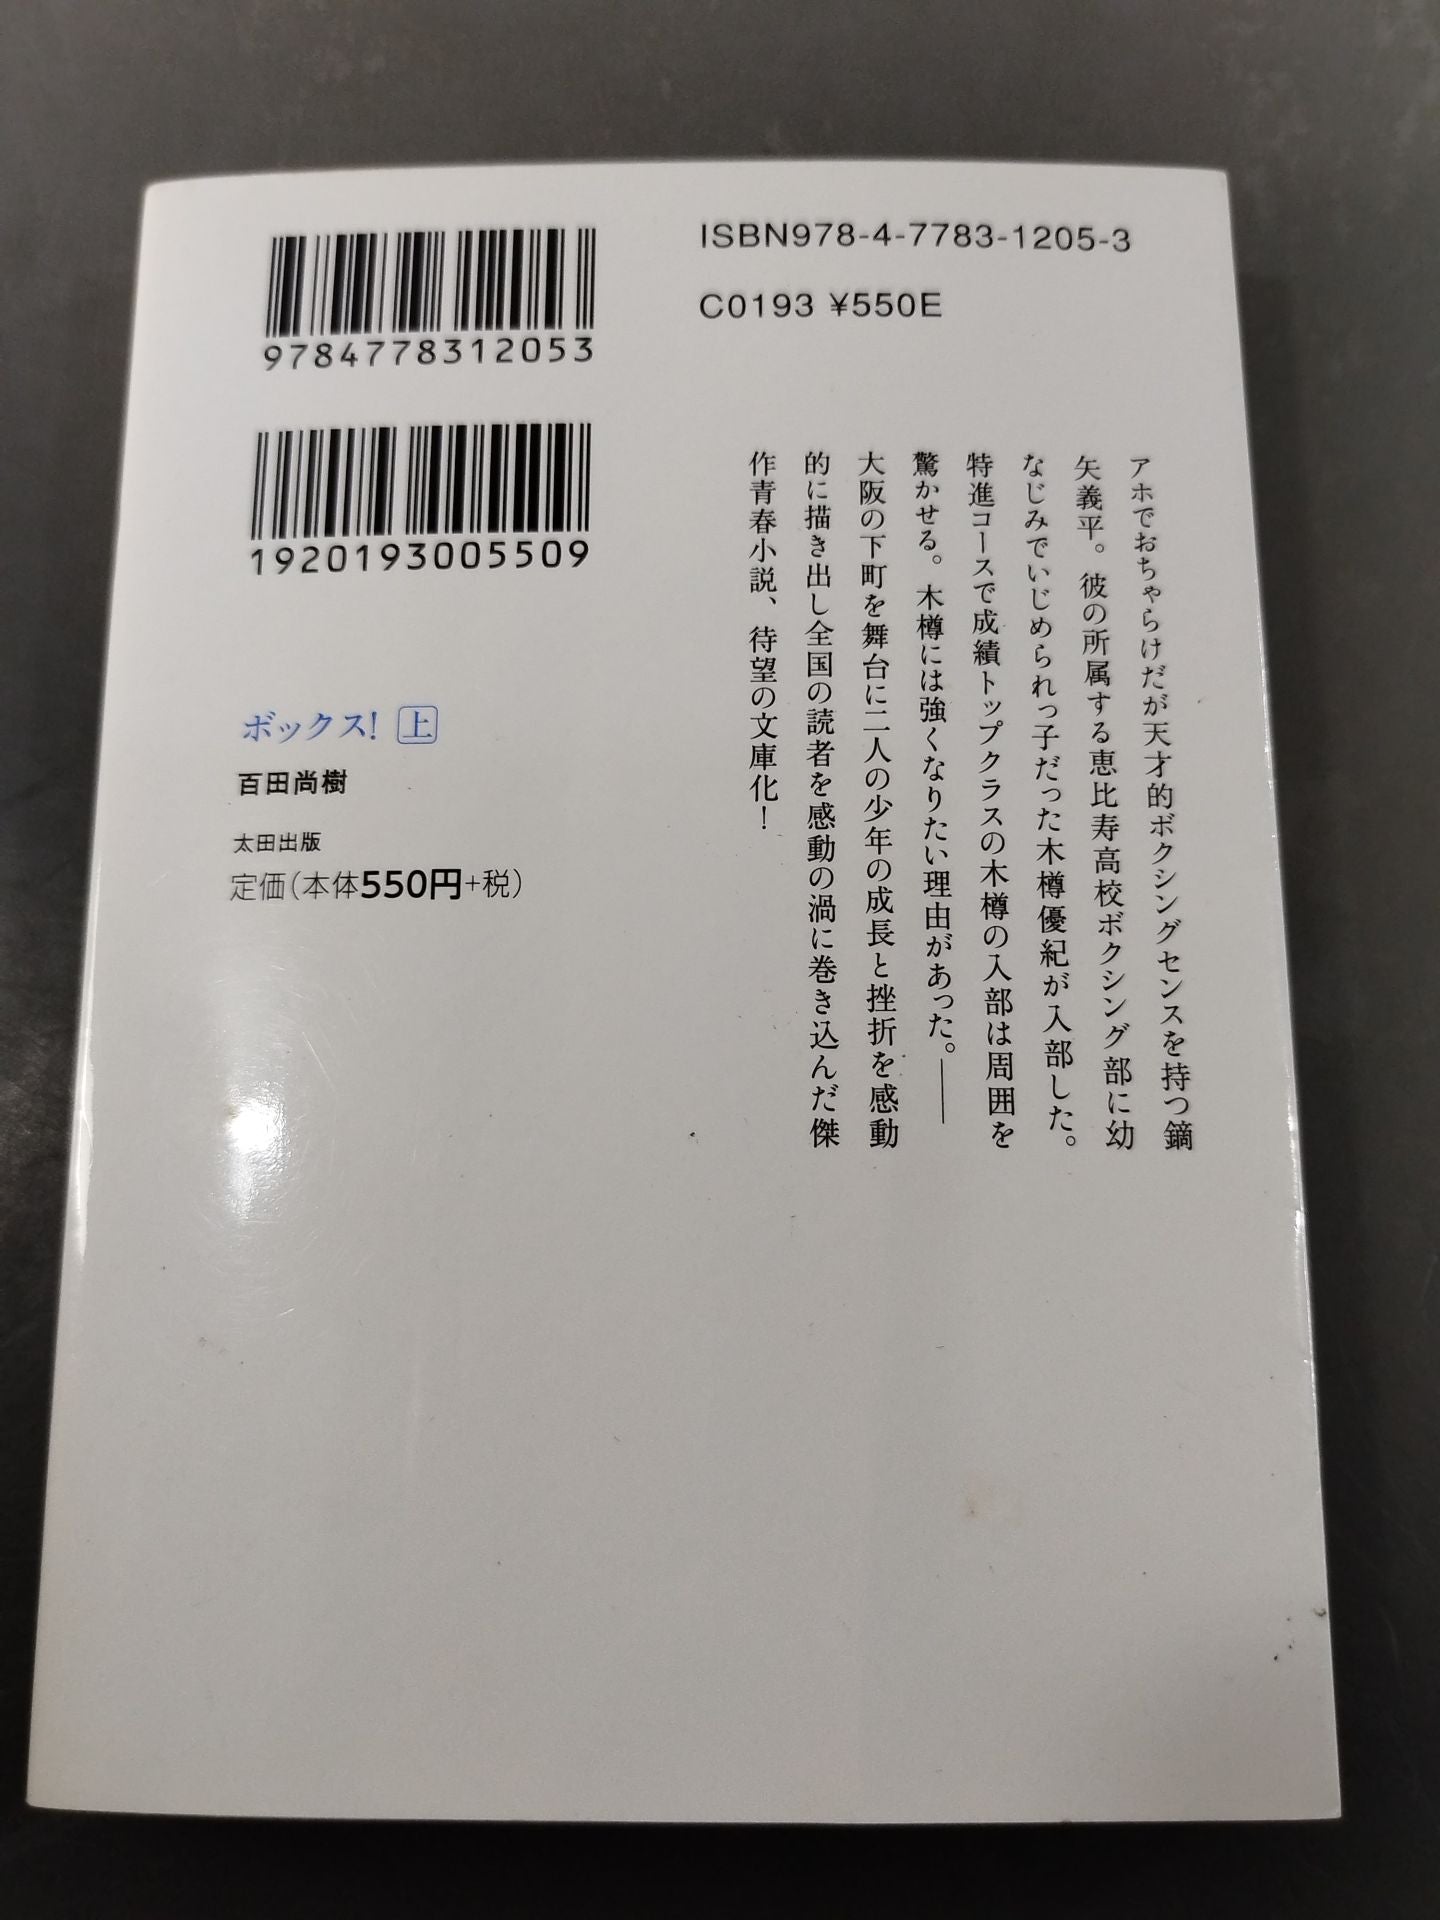 ISBN978-4-7783-1205-3
C0193 ¥550E
9784778312053
1920193005509
アホでおちゃらけだが天才的ボクシングセンスを持つ鏑
矢義平。彼の所属する恵比寿高校ボクシング部に幼
なじみでいじめられっ子だった木樽優紀が入部した。
特進コースで成績トップクラスの木樽の入部は周囲を
驚かせる。木樽には強くなりたい理由があった。――
大阪の下町を舞台に二人の少年の成長と挫折を感動
的に描き出し全国の読者を感動の渦に巻き込んだ傑
作青春小説、待望の文庫化!
ボックス! 上
百田尚樹
太田出版
定価(本体550円+税)